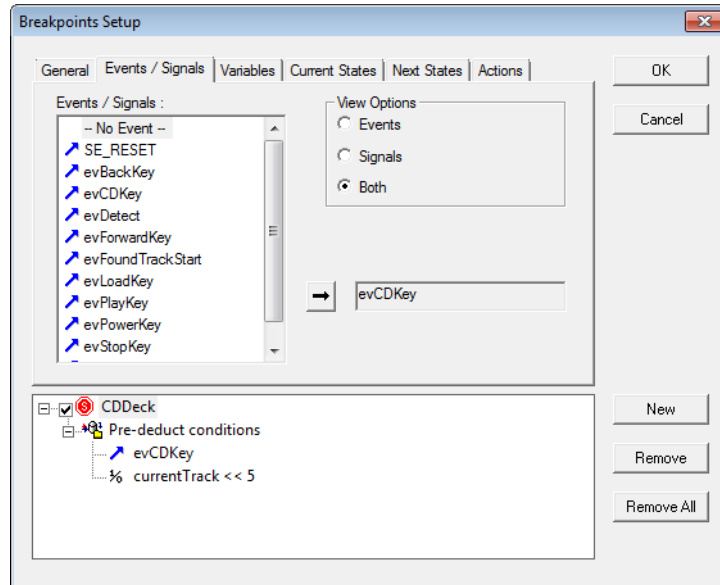 Breakpoints Setup
General Events / Signals Variables Current States Next States Actions
OK
Cancel
Events / Signals :
-- No Event --
SE_RESET
evBackKey
evCDKey
evDetect
evForwardKey
evFoundTrackStart
evLoadKey
evPlayKey
evPowerKey
evStopKey
View Options
Events
Signals
Both
evCDKey
CDDeck
Pre-deduct conditions
evCDKey
⅟₀ currentTrack << 5
New
Remove
Remove All